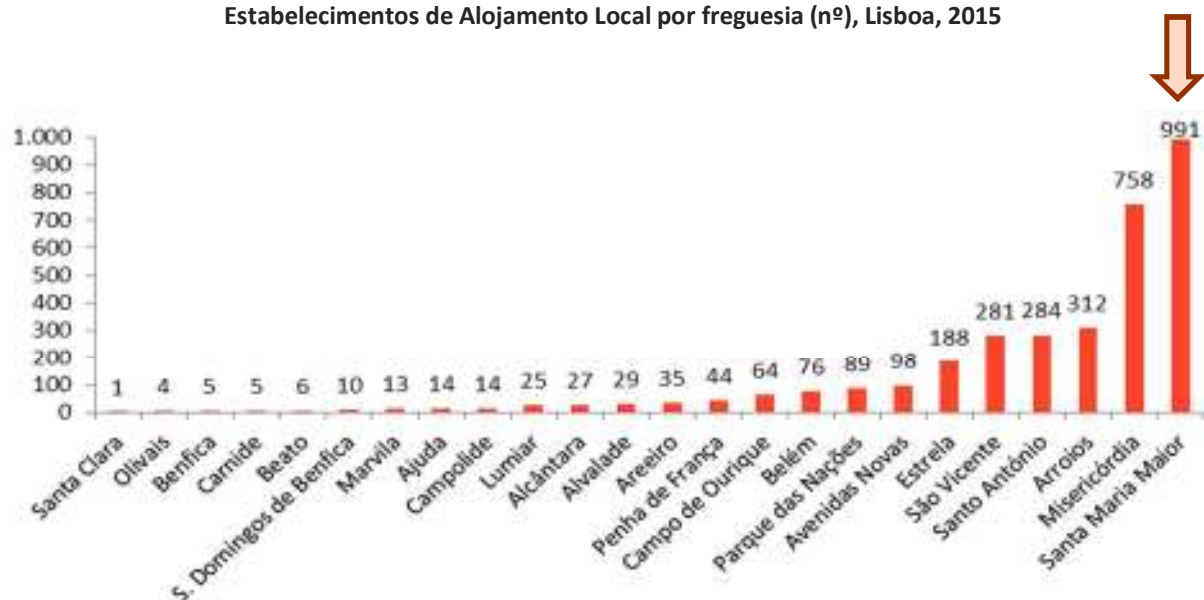 Estabelecimentos de Alojamento Local por freguesia (nº), Lisboa, 2015
1.000
900
800
700
600
500
400
300
200
100
0
1
4
5
5
6
10
13
14
14
25
27
29
35
44
64
76
89
98
188
281
284
312
758
991
Santa Clara
Olivais
Benfica
Carnide
Beato
S. Domingos de Benfica
Marvila
Ajuda
Campolide
Lumiar
Alcântara
Alvalade
Areeiro
Penha de França
Campo de Ourique
Belém
Parque das Nações
Avenidas Novas
Estrela
São Vicente
Santo António
Arroios
Misericórdia
Santa Maria Maior